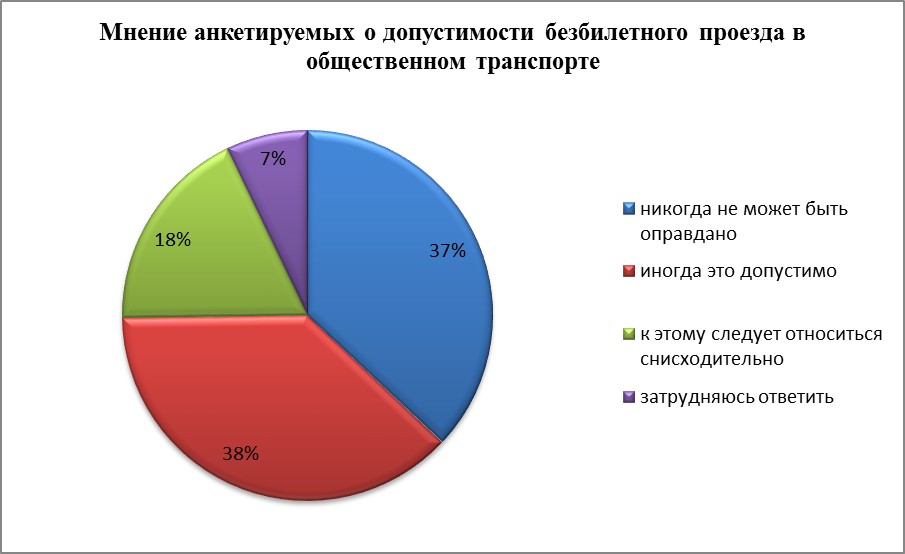 Мнение анкетируемых о допустимости безбилетного проезда в
общественном транспорте
7%
37%
18%
38%
никогда не может быть
оправдано
иногда это допустимо
к этому следует относиться
снисходительно
затрудняюсь ответить